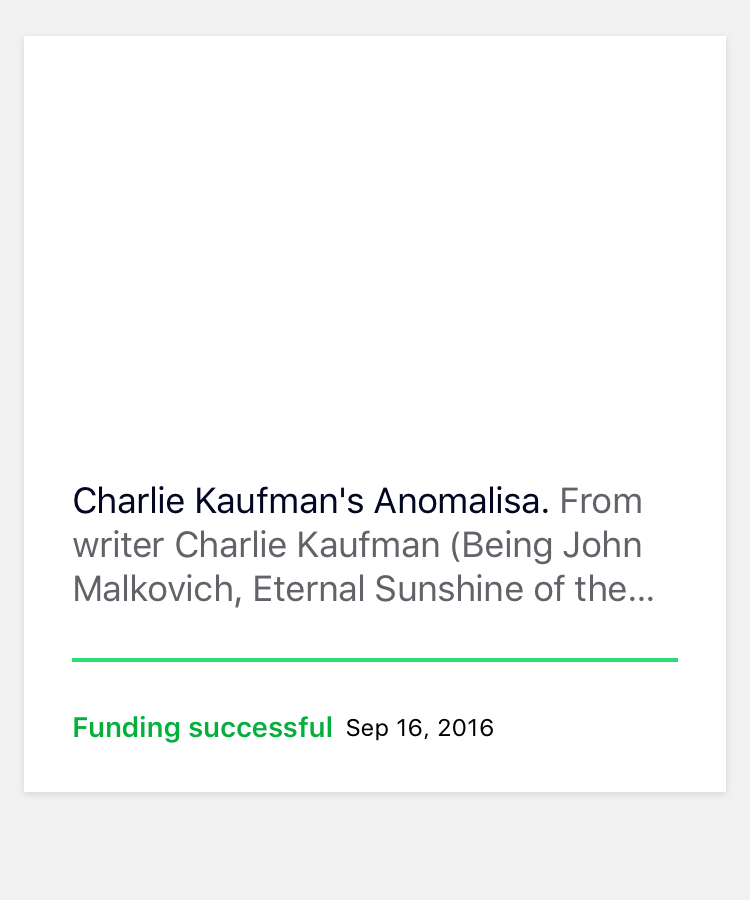 Charlie Kaufman's Anomalisa. From
writer Charlie Kaufman (Being John
Malkovich, Eternal Sunshine of the...
Funding successful Sep 16, 2016